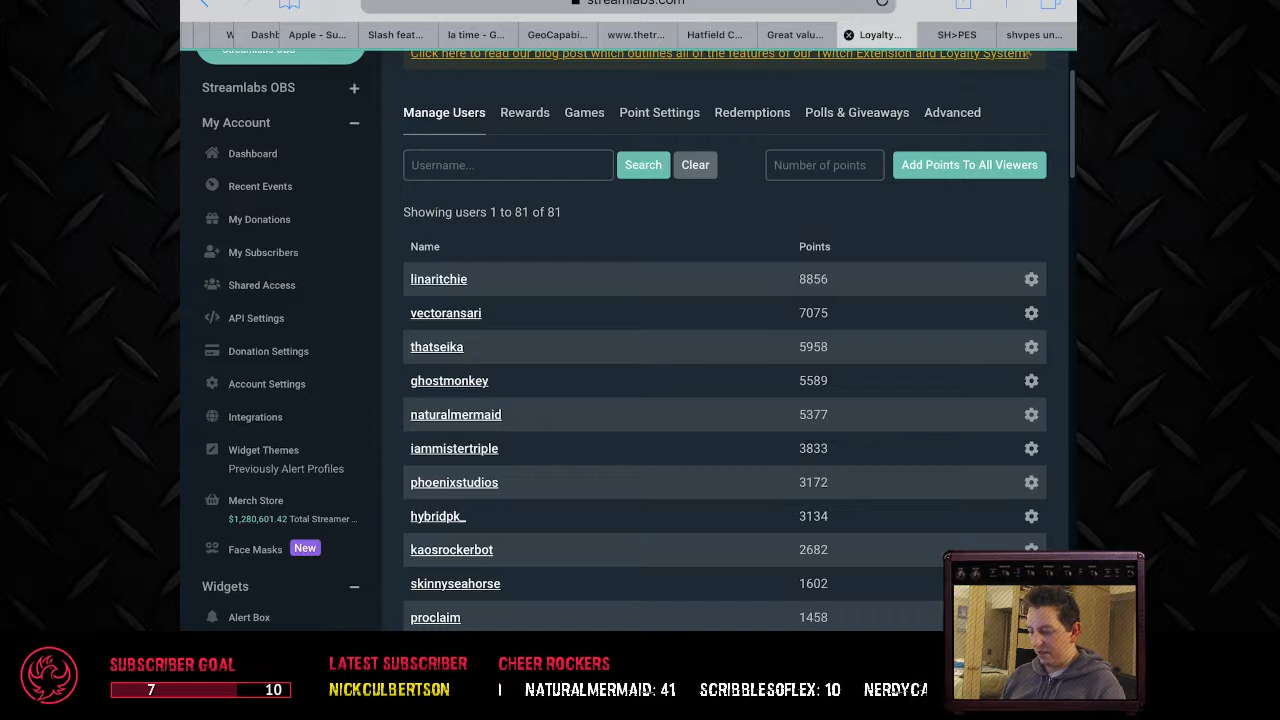 streamlabs.com
W
Dashb
Apple - Su...
Slash feat...
la time - G...
GeoCapabi...
www.thetr...
Hatfield C...
Great valu...
Loyalty...
SH>PES
shvpes un...
Streamlabs OBS
Click here to read our blog post which outlines all of the features of our Twitch Extension and Loyalty System.
Streamlabs OBS
My Account
Dashboard
Recent Events
My Donations
My Subscribers
Shared Access
API Settings
Donation Settings
Account Settings
Integrations
Widget Themes
Previously Alert Profiles
Merch Store
$1,280,601.42 Total Streamer ...
Face Masks New
Widgets
Alert Box
Manage Users Rewards Games Point Settings Redemptions Polls & Giveaways Advanced
Username... Search Clear Number of points Add Points To All Viewers
Showing users 1 to 81 of 81
Name Points
linaritchie 8856
vectoransari 7075
thatseika 5958
ghostmonkey 5589
naturalmermaid 5377
iammistertriple 3833
phoenixstudios 3172
hybridpk_ 3134
kaosrockerbot 2682
skinnyseahorse 1602
proclaim 1458
SUBSCRIBER GOAL
7 10
LATEST SUBSCRIBER
NICKCULBERTSON
CHEER ROCKERS
NATURALMERMAID: 41 SCRIBBLESOFLEX: 10 NERDYCA